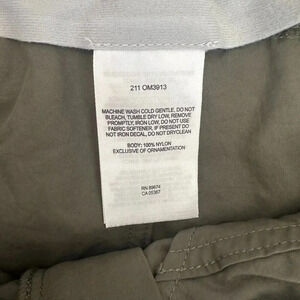 211 OM3913
MACHINE WASH COLD GENTLE, DO NOT
BLEACH, TUMBLE DRY LOW, REMOVE
PROMPTLY, IRON LOW, DO NOT USE
FABRIC SOFTENER, IF PRESENT DO
NOT IRON DECAL, DO NOT DRYCLEAN
BODY: 100% NYLON
EXCLUSIVE OF ORNAMENTATION
RN 69674
CA 05367